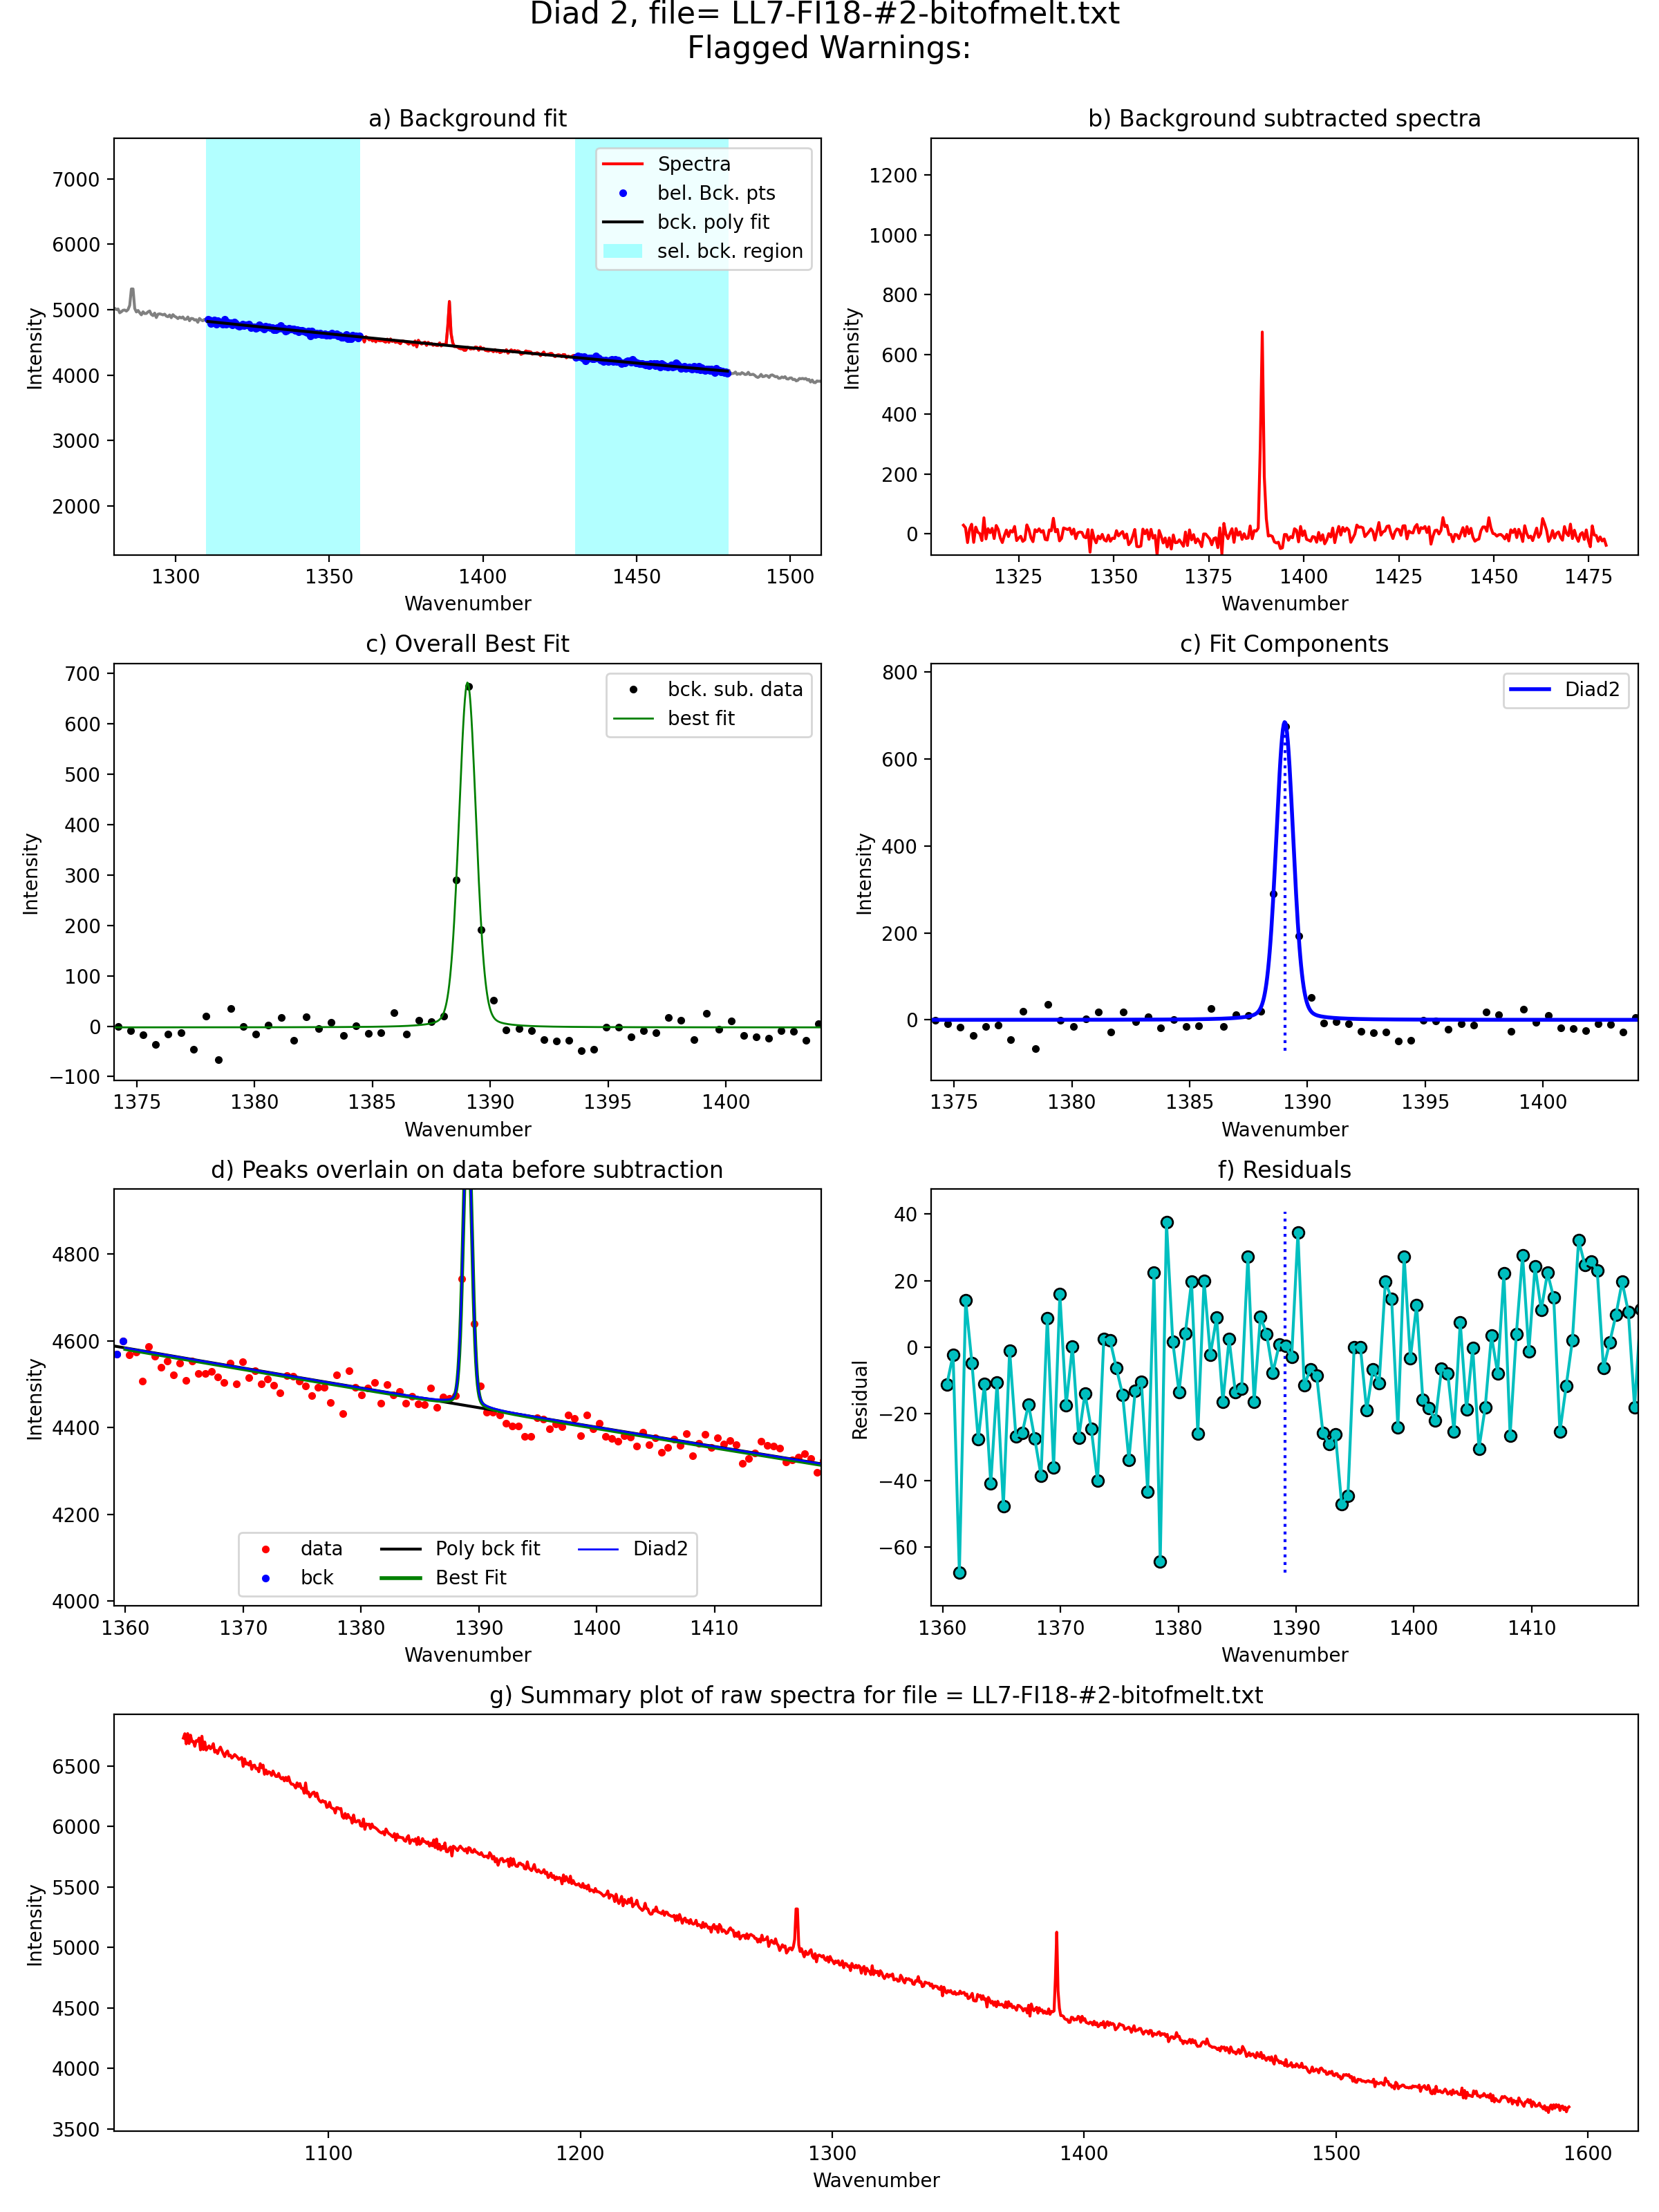 Diad 2, file= LL7-FI18-#2-bitofmelt.txt
Flagged Warnings:
a) Background fit
Intensity
7000
6000
5000
4000
3000
2000
Spectra
bel. Bck. pts
bck. poly fit
sel. bck. region
1300 1350 1400 1450 1500
Wavenumber
b) Background subtracted spectra
Intensity
1200
1000
800
600
400
200
0
1325 1350 1375 1400 1425 1450 1475
Wavenumber
c) Overall Best Fit
Intensity
700
600
500
400
300
200
100
0
−100
bck. sub. data
best fit
1375 1380 1385 1390 1395 1400
Wavenumber
c) Fit Components
Intensity
800
600
400
200
0
Diad2
1375 1380 1385 1390 1395 1400
Wavenumber
d) Peaks overlain on data before subtraction
Intensity
4800
4600
4400
4200
4000
data Poly bck fit Diad2
bck Best Fit
1360 1370 1380 1390 1400 1410
Wavenumber
f) Residuals
Residual
40
20
0
−20
−40
−60
1360 1370 1380 1390 1400 1410
Wavenumber
g) Summary plot of raw spectra for file = LL7-FI18-#2-bitofmelt.txt
Intensity
6500
6000
5500
5000
4500
4000
3500
1100 1200 1300 1400 1500 1600
Wavenumber